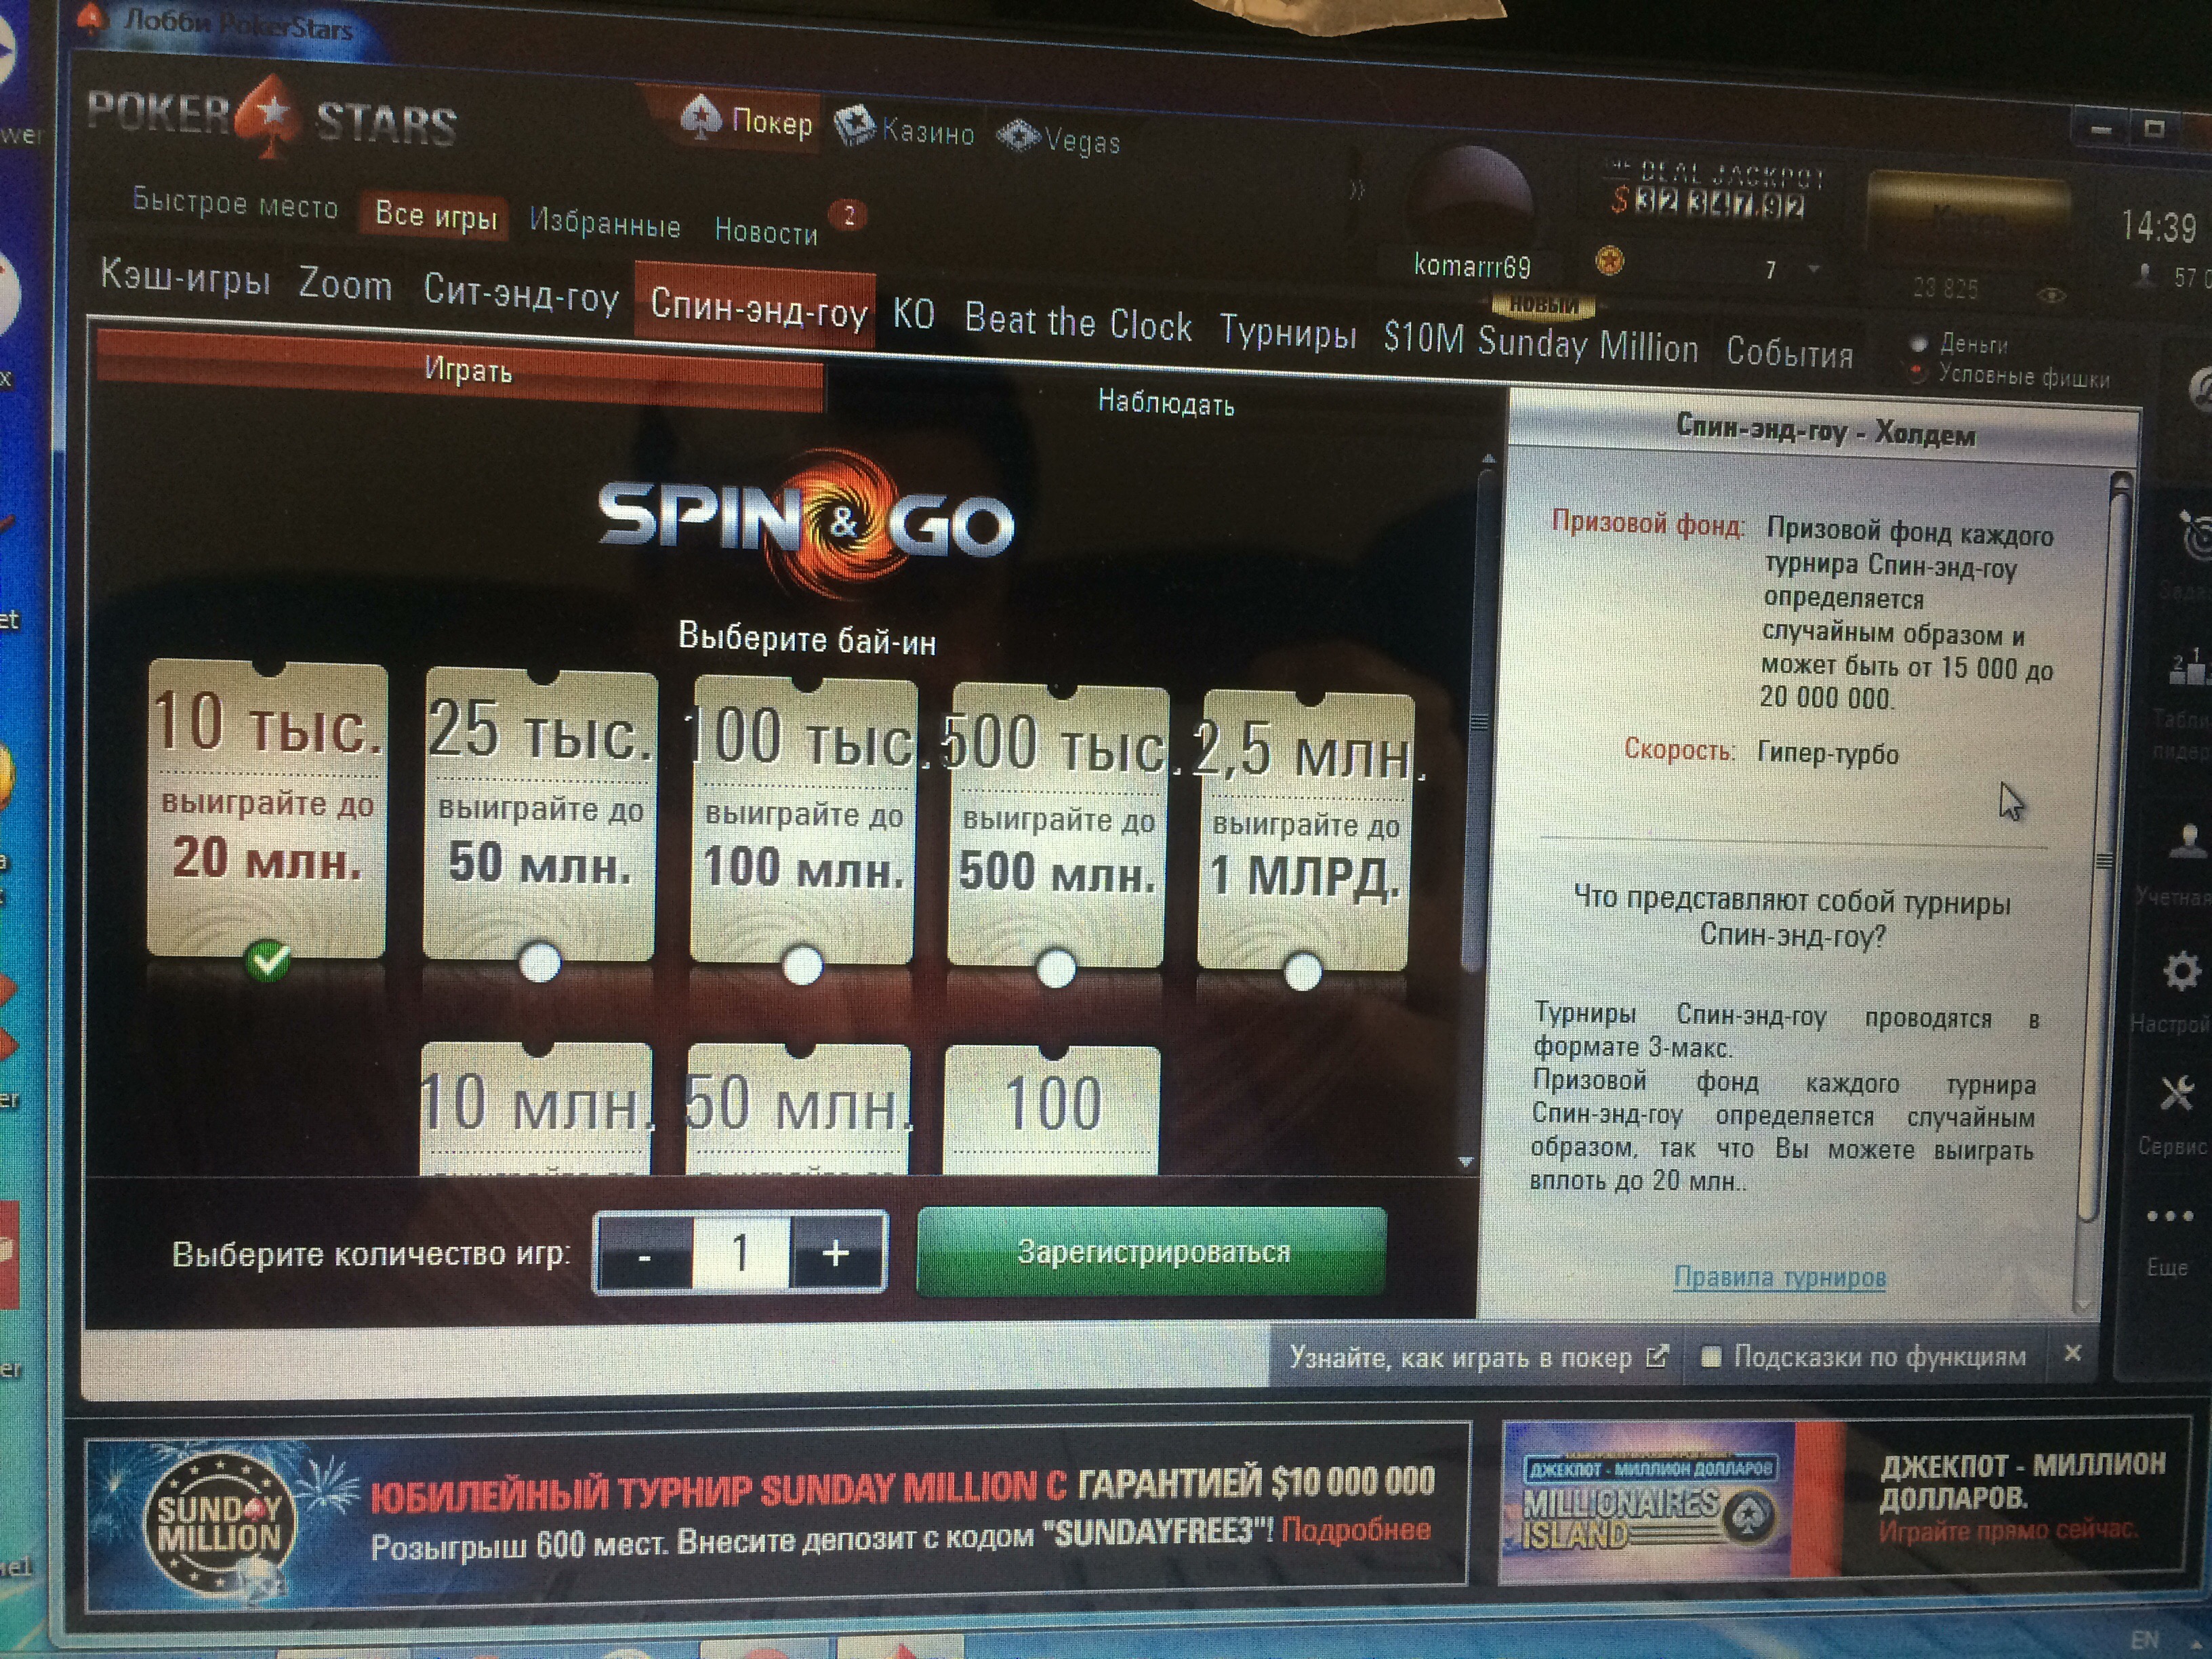 Лобби PokerStars
POKER STARS
Покер
Казино
Vegas
Быстрое место
Все игры
Избранные
Новости
2
DEAL JACKPOT
$32 347.92
14:39
komarrr69
7
23 825
57 0
Кэш-игры
Zoom
Сит-энд-гоу
Спин-энд-гоу
KO
Beat the Clock
Турниры
НОВЫЙ
$10M Sunday Million
События
Деньги
Условные фишки
Играть
Наблюдать
SPIN & GO
Выберите бай-ин
10 тыс.
выиграйте до
20 млн.
25 тыс.
выиграйте до
50 млн.
100 тыс.
выиграйте до
100 млн.
500 тыс.
выиграйте до
500 млн.
2,5 млн.
выиграйте до
1 МЛРД.
10 млн.
50 млн.
100
Выберите количество игр:
-
1
+
Зарегистрироваться
Спин-энд-гоу - Холдем
Призовой фонд: Призовой фонд каждого
турнира Спин-энд-гоу
определяется
случайным образом и
может быть от 15 000 до
20 000 000.
Скорость: Гипер-турбо
Что представляют собой турниры
Спин-энд-гоу?
Турниры Спин-энд-гоу проводятся в
формате 3-макс.
Призовой фонд каждого турнира
Спин-энд-гоу определяется случайным
образом, так что Вы можете выиграть
вплоть до 20 млн..
Правила турниров
Учетная
Настрой
Сервис
Еще
Узнайте, как играть в покер
Подсказки по функциям
SUNDAY
MILLION
ЮБИЛЕЙНЫЙ ТУРНИР SUNDAY MILLION С ГАРАНТИЕЙ $10 000 000
Розыгрыш 600 мест. Внесите депозит с кодом "SUNDAYFREE3"! Подробнее
ДЖЕКПОТ - МИЛЛИОН ДОЛЛАРОВ
MILLIONAIRES
ISLAND
ДЖЕКПОТ - МИЛЛИОН
ДОЛЛАРОВ.
Играйте прямо сейчас.
EN